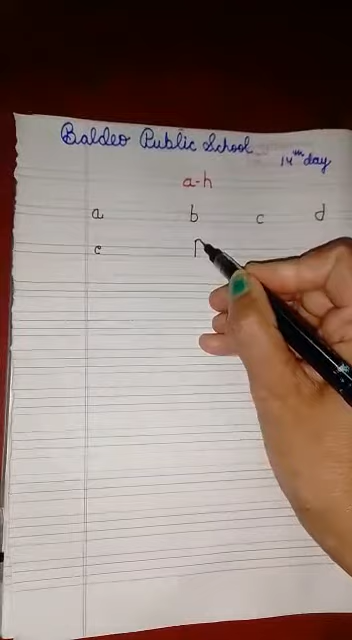 Baldeo Public School
14th day
a-h
a b c d
e